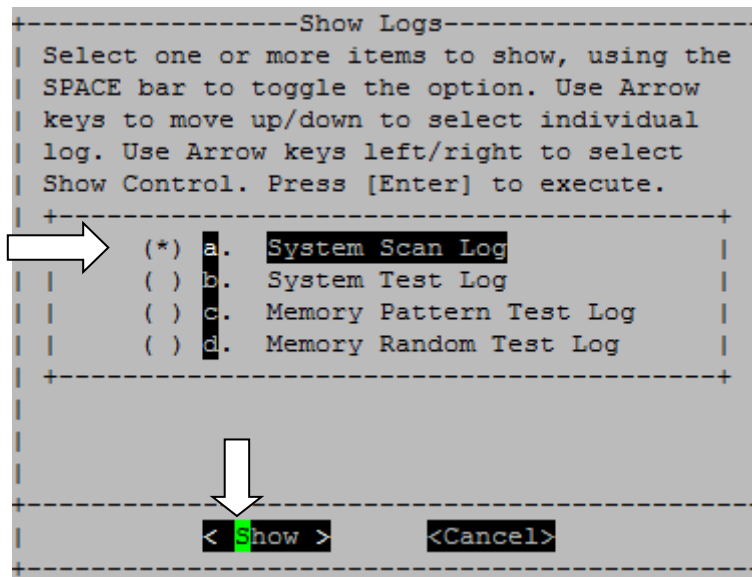 Show Logs
Select one or more items to show, using the
SPACE bar to toggle the option. Use Arrow
keys to move up/down to select individual
log. Use Arrow keys left/right to select
Show Control. Press [Enter] to execute.
(*) a. System Scan Log
( ) b. System Test Log
( ) c. Memory Pattern Test Log
( ) d. Memory Random Test Log
< Show > <Cancel>